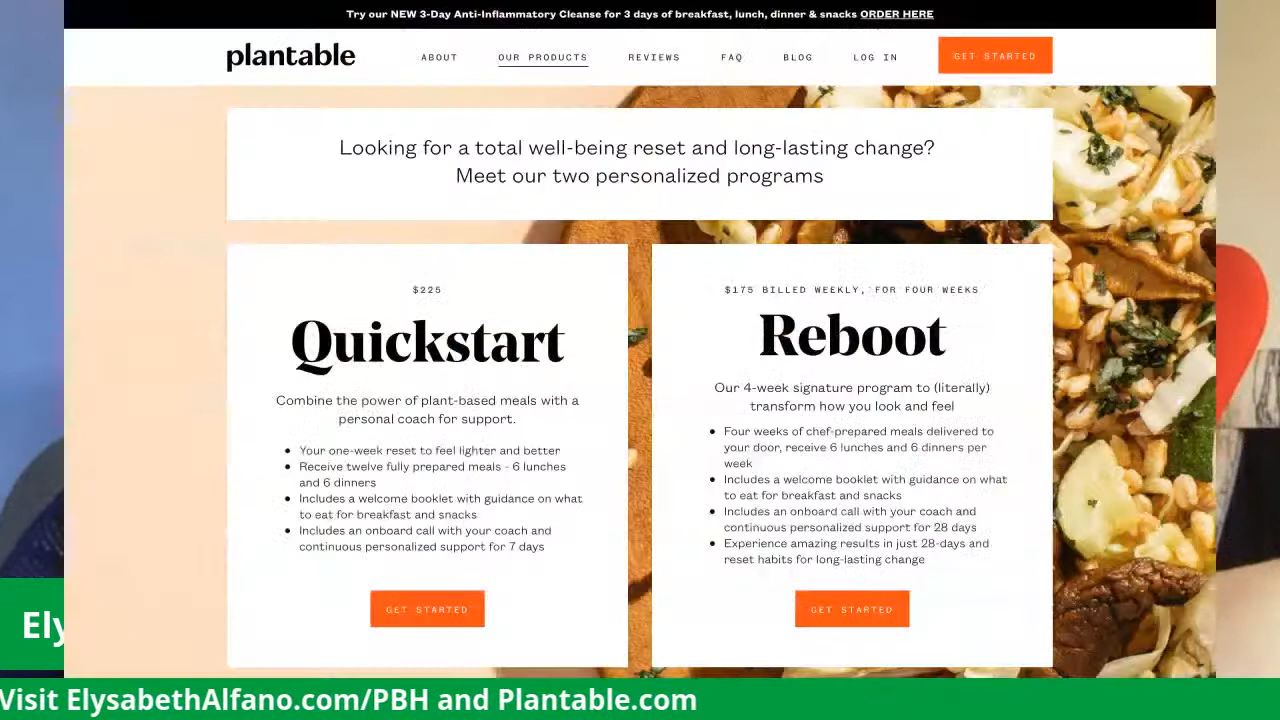 Try our NEW 3-Day Anti-Inflammatory Cleanse for 3 days of breakfast, lunch, dinner & snacks ORDER HERE
plantable
ABOUT OUR PRODUCTS REVIEWS FAQ BLOG LOG IN GET STARTED
Looking for a total well-being reset and long-lasting change?
Meet our two personalized programs
$225
Quickstart
Combine the power of plant-based meals with a
personal coach for support.
• Your one-week reset to feel lighter and better
• Receive twelve fully prepared meals - 6 lunches
and 6 dinners
• Includes a welcome booklet with guidance on what
to eat for breakfast and snacks
• Includes an onboard call with your coach and
continuous personalized support for 7 days
GET STARTED
$175 BILLED WEEKLY, FOR FOUR WEEKS
Reboot
Our 4-week signature program to (literally)
transform how you look and feel
• Four weeks of chef-prepared meals delivered to
your door, receive 6 lunches and 6 dinners per
week
• Includes a welcome booklet with guidance on what
to eat for breakfast and snacks
• Includes an onboard call with your coach and
continuous personalized support for 28 days
• Experience amazing results in just 28-days and
reset habits for long-lasting change
GET STARTED
Ely
Visit ElysabethAlfano.com/PBH and Plantable.com